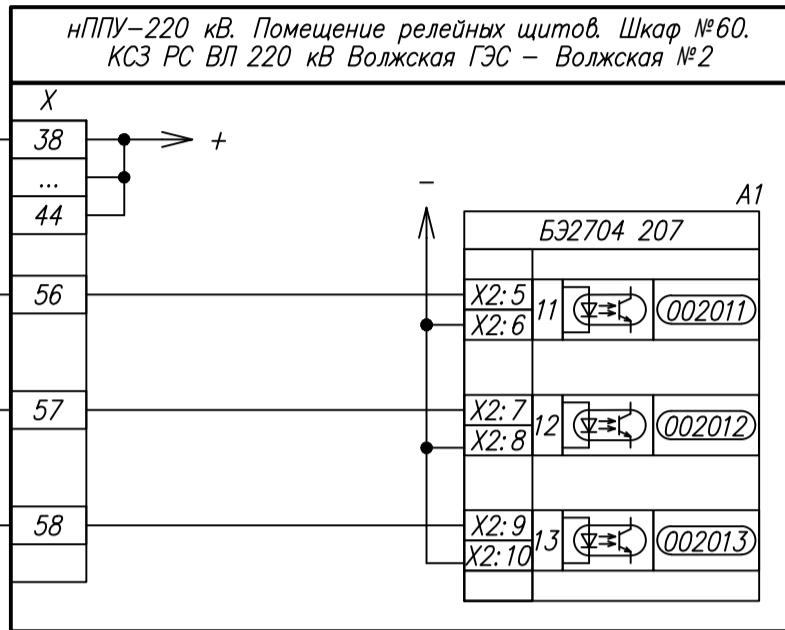 нППУ-220 кВ. Помещение релейных щитов. Шкаф №60.
КСЗ РС ВЛ 220 кВ Волжская ГЭС – Волжская №2
X
38
+
...
44
–
A1
БЭ2704 207
56
X2:5
11
002011
X2:6
57
X2:7
12
002012
X2:8
58
X2:9
13
002013
X2:10